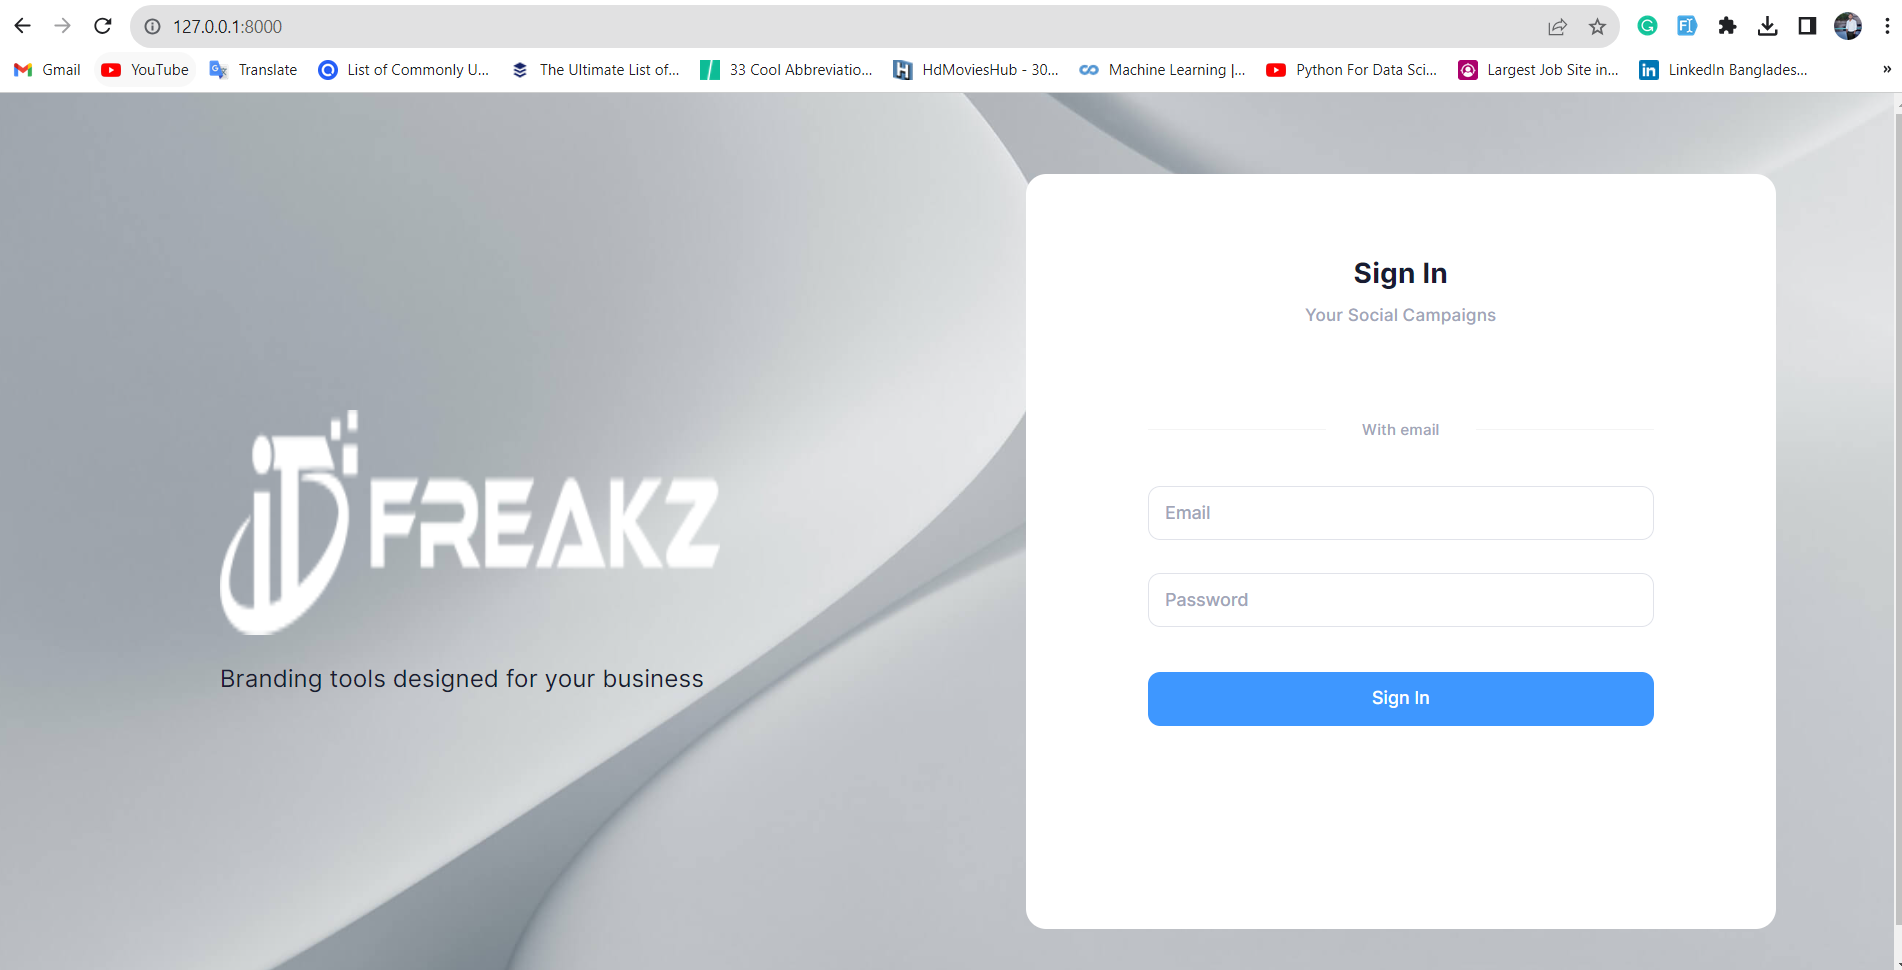 127.0.0.1:8000
Gmail
YouTube
Translate
List of Commonly U...
The Ultimate List of...
33 Cool Abbreviatio...
HdMoviesHub - 30...
Machine Learning |...
Python For Data Sci...
Largest Job Site in...
LinkedIn Banglades...
»
iT FREAKZ
Branding tools designed for your business
Sign In
Your Social Campaigns
With email
Email
Password
Sign In